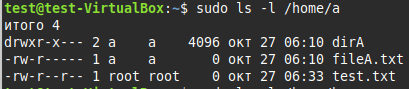 test@test-VirtualBox:~$ sudo ls -l /home/a
итого 4
drwxr-x--- 2 a    a    4096 окт 27 06:10 dirA
-rw-r----- 1 a    a       0 окт 27 06:10 fileA.txt
-rw-r--r-- 1 root root    0 окт 27 06:33 test.txt